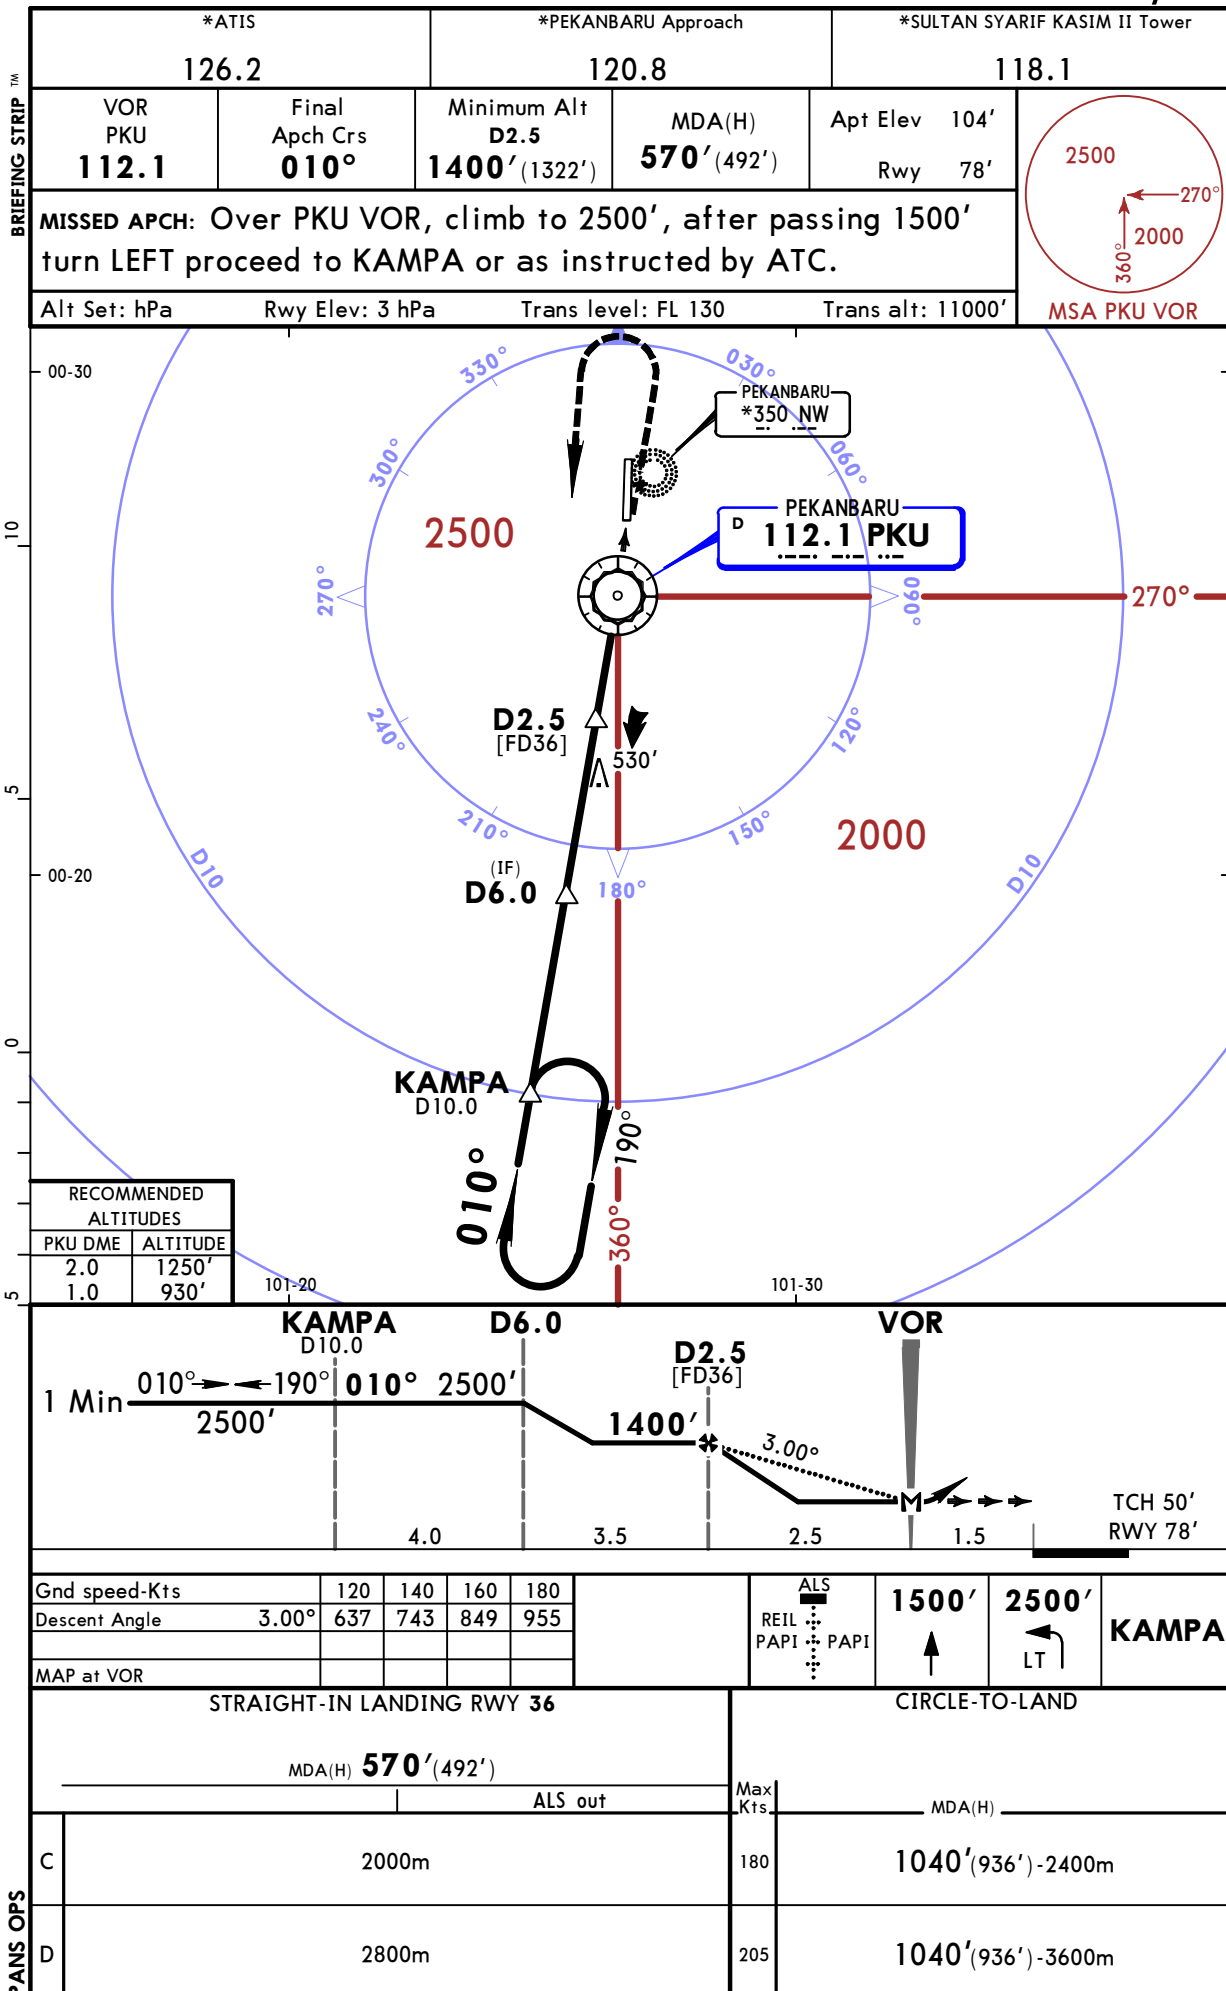 *ATIS
126.2
*PEKANBARU Approach
120.8
*SULTAN SYARIF KASIM II Tower
118.1
BRIEFING STRIP TM
VOR
PKU
112.1
Final
Apch Crs
010°
Minimum Alt
D2.5
1400'(1322')
MDA(H)
570'(492')
Apt Elev 104'
Rwy 78'
MISSED APCH: Over PKU VOR, climb to 2500', after passing 1500'
turn LEFT proceed to KAMPA or as instructed by ATC.
Alt Set: hPa Rwy Elev: 3 hPa Trans level: FL 130 Trans alt: 11000'
2500
270°
2000
360°
MSA PKU VOR
00-30
330°
030°
PEKANBARU
*350 NW
300°
060°
2500
PEKANBARU
D 112.1 PKU
10
270°
090°
270°
D2.5
[FD36]
530'
240°
120°
5
210°
150°
2000
D10
D10
(IF)
D6.0
180°
00-20
0
KAMPA
D10.0
190°
010°
360°
RECOMMENDED
ALTITUDES
PKU DME ALTITUDE
2.0 1250'
1.0 930'
5
101-20
101-30
KAMPA
D10.0
D6.0
D2.5
[FD36]
VOR
1 Min
010°
190°
010°
2500'
2500'
1400'
3.00°
M
TCH 50'
RWY 78'
4.0
3.5
2.5
1.5
Gnd speed-Kts 120 140 160 180
Descent Angle 3.00° 637 743 849 955
MAP at VOR
ALS
REIL
PAPI PAPI
1500'
2500'
LT
KAMPA
STRAIGHT-IN LANDING RWY 36
MDA(H) 570'(492')
ALS out
CIRCLE-TO-LAND
Max
Kts
MDA(H)
C
2000m
180
1040'(936')-2400m
D
2800m
205
1040'(936')-3600m
PANS OPS